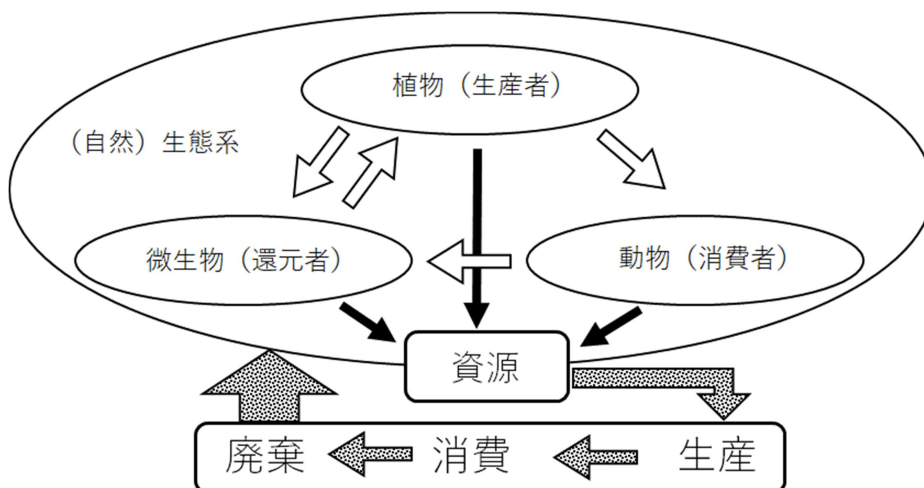 植物（生産者）
（自然）生態系
微生物（還元者）
動物（消費者）
資源
廃棄
消費
生産